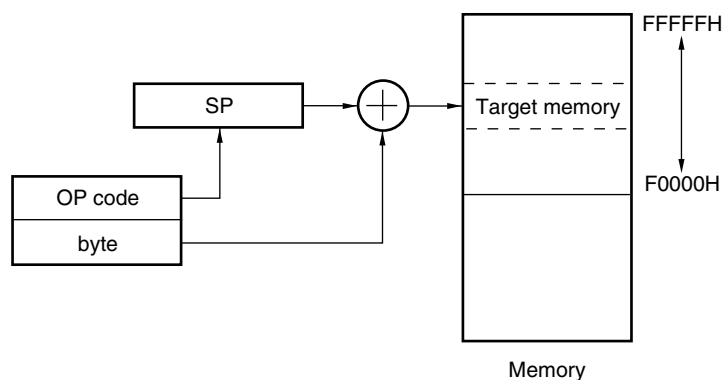 FFFFFH
SP
Target memory
F0000H
OP code
byte
Memory